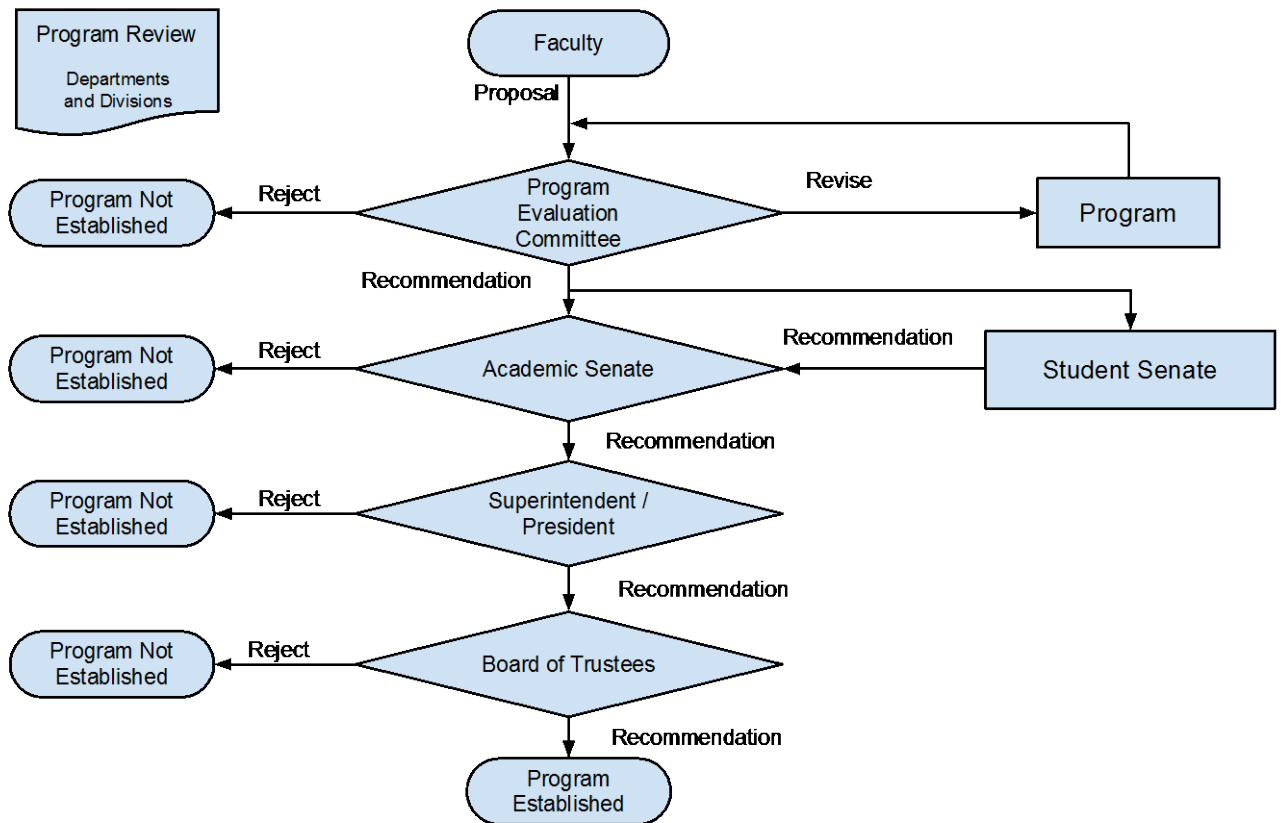 Program Review
Departments
and Divisions
Faculty
Proposal
Program Not
Established
Reject
Program
Evaluation
Committee
Revise
Program
Recommendation
Program Not
Established
Reject
Academic Senate
Recommendation
Student Senate
Recommendation
Program Not
Established
Reject
Superintendent /
President
Recommendation
Program Not
Established
Reject
Board of Trustees
Recommendation
Program
Established